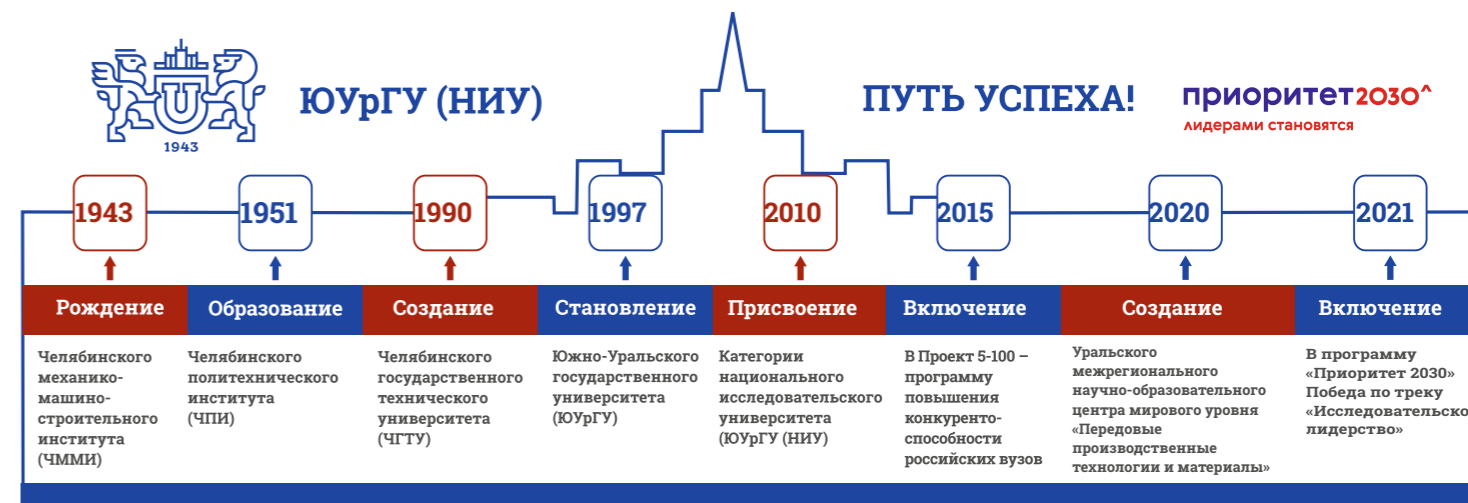 ЮУрГУ (НИУ)
ПУТЬ УСПЕХА!
приоритет2030^
лидерами становятся
1943
1943
1951
1990
1997
2010
2015
2020
2021
Рождение
Образование
Создание
Становление
Присвоение
Включение
Создание
Включение
Челябинского
механико-
машино-
строительного
института
(ЧММИ)
Челябинского
политехнического
института
(ЧПИ)
Челябинского
государственного
технического
университета
(ЧГТУ)
Южно-Уральского
государственного
университета
(ЮУрГУ)
Категории
национального
исследовательского
университета
(ЮУрГУ (НИУ)
В Проект 5-100 –
программу
повышения
конкуренто-
способности
российских вузов
Уральского
межрегионального
научно-образовательного
центра мирового уровня
«Передовые
производственные
технологии и материалы»
В программу
«Приоритет 2030»
Победа по треку
«Исследовательско
лидерство»